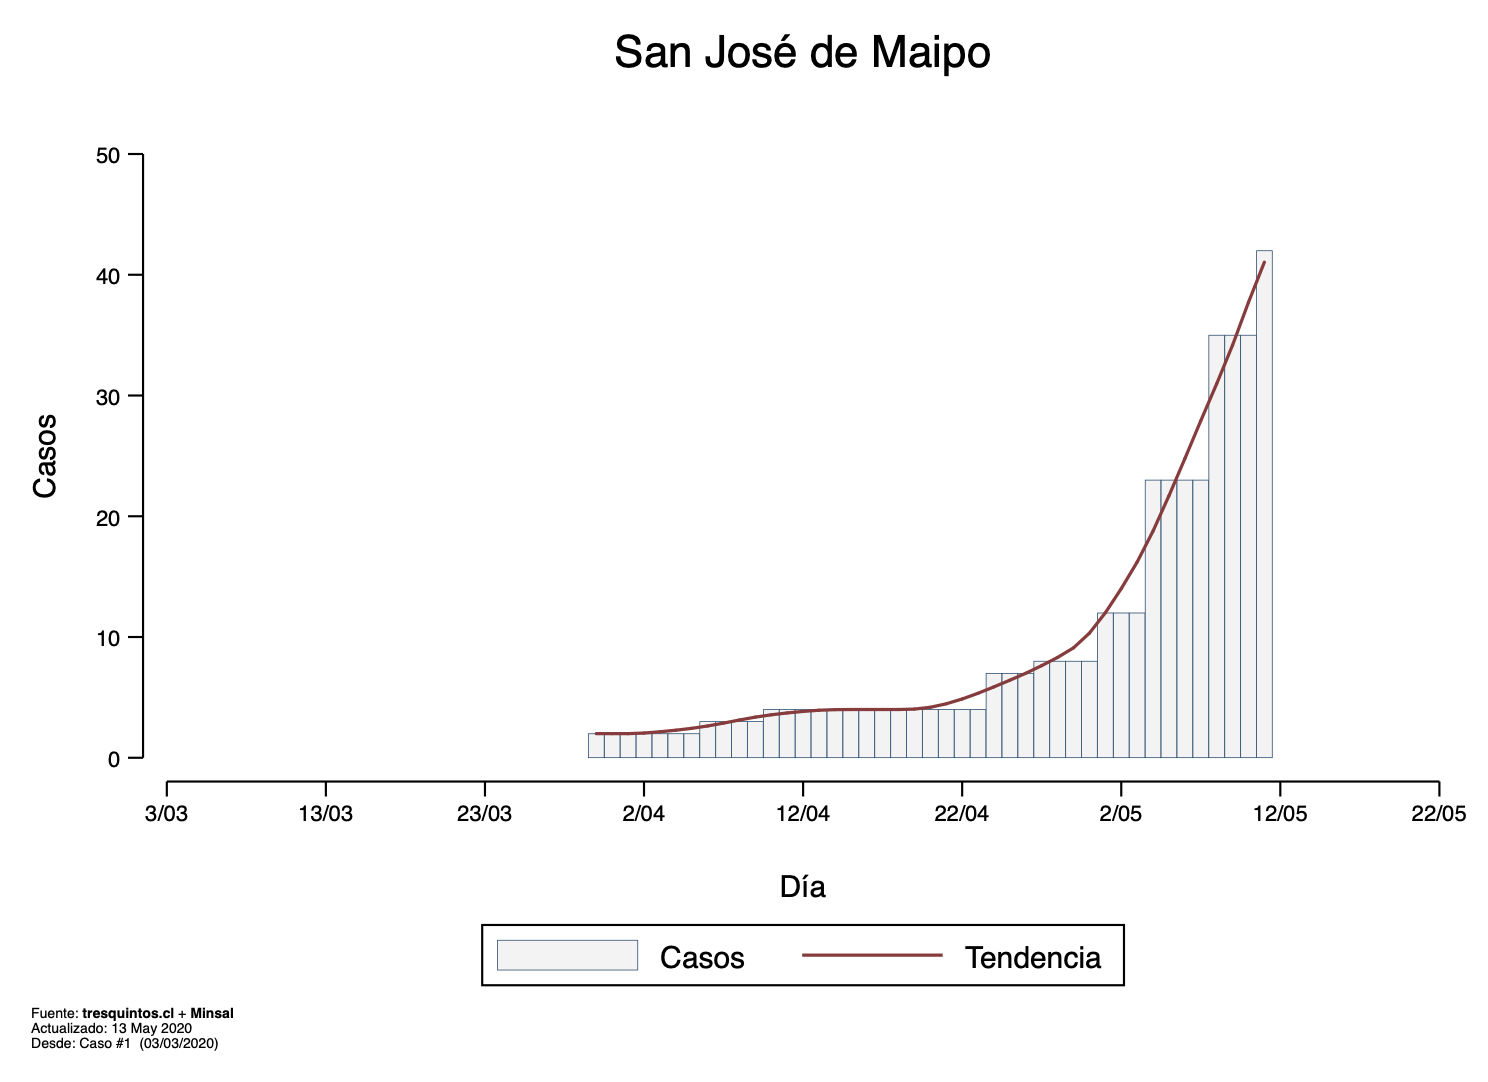 San José de Maipo
50
40
30
20
10
0
Casos
3/03 13/03 23/03 2/04 12/04 22/04 2/05 12/05 22/05
Día
Casos Tendencia
Fuente: tresquintos.cl + Minsal
Actualizado: 13 May 2020
Desde: Caso #1 (03/03/2020)